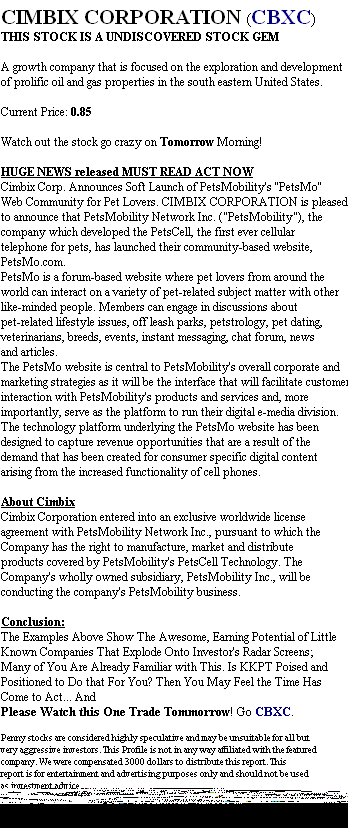 CIMBIX CORPORATION (CBXC)
THIS STOCK IS A UNDISCOVERED STOCK GEM
A growth company that is focused on the exploration and development
of prolific oil and gas properties in the south eastern United States.
Current Price: 0.85
Watch out the stock go crazy on Tomorrow Morning!
HUGE NEWS released MUST READ ACT NOW
Cimbix Corp. Announces Soft Launch of PetsMobility's "PetsMo"
Web Community for Pet Lovers. CIMBIX CORPORATION is pleased
to announce that PetsMobility Network Inc. ("PetsMobility"), the
company which developed the PetsCell, the first ever cellular
telephone for pets, has launched their community-based website,
PetsMo.com.
PetsMo is a forum-based website where pet lovers from around the
world can interact on a variety of pet-related subject matter with other
like-minded people. Members can engage in discussions about
pet-related lifestyle issues, off leash parks, petstrology, pet dating,
veterinarians, breeds, events, instant messaging, chat forum, news
and articles.
The PetsMo website is central to PetsMobility's overall corporate and
marketing strategies as it will be the interface that will facilitate customer
interaction with PetsMobility's products and services and, more
importantly, serve as the platform to run their digital e-media division.
The technology platform underlying the PetsMo website has been
designed to capture revenue opportunities that are a result of the
demand that has been created for consumer specific digital content
arising from the increased functionality of cell phones.
About Cimbix
Cimbix Corporation entered into an exclusive worldwide license
agreement with PetsMobility Network Inc., pursuant to which the
Company has the right to manufacture, market and distribute
products covered by PetsMobility's PetsCell Technology. The
Company's wholly owned subsidiary, PetsMobility Inc., will be
conducting the company's PetsMobility business.
Conclusion:
The Examples Above Show The Awesome, Earning Potential of Little
Known Companies That Explode Onto Investor's Radar Screens;
Many of You Are Already Familiar with This. Is KKPT Poised and
Positioned to Do that For You? Then You May Feel the Time Has
Come to Act... And
Please Watch this One Trade Tommorrow! Go CBXC.
Penny stocks are considered highly speculative and may be unsuitable for all but
very aggressive investors. This Profile is not in any way affiliated with the featured
company. We were compensated 3000 dollars to distribute this report. This
report is for entertainment and advertising purposes only and should not be used
as investment advice